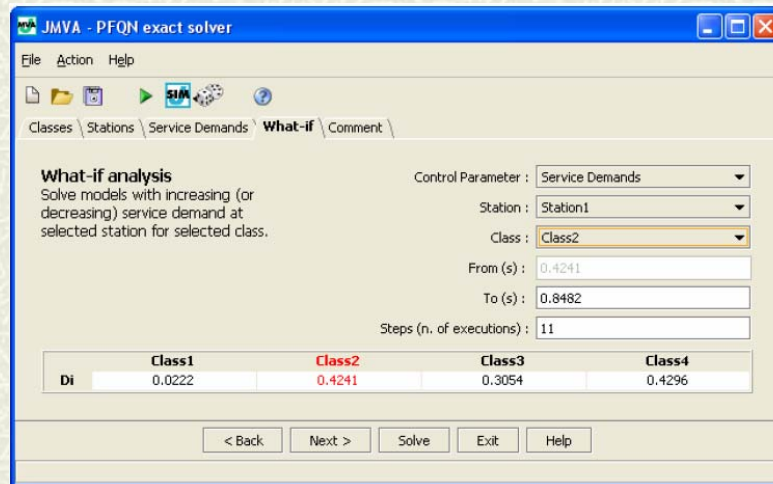 MVA JMVA - PFQN exact solver
File Action Help
SIM ?
Classes \ Stations \ Service Demands \ What-if \ Comment \
What-if analysis
Solve models with increasing (or
decreasing) service demand at
selected station for selected class.
Control Parameter : Service Demands
Station : Station1
Class : Class2
From (s) : 0.4241
To (s) : 0.8482
Steps (n. of executions) : 11
Class1 Class2 Class3 Class4
Di 0.0222 0.4241 0.3054 0.4296
< Back Next > Solve Exit Help